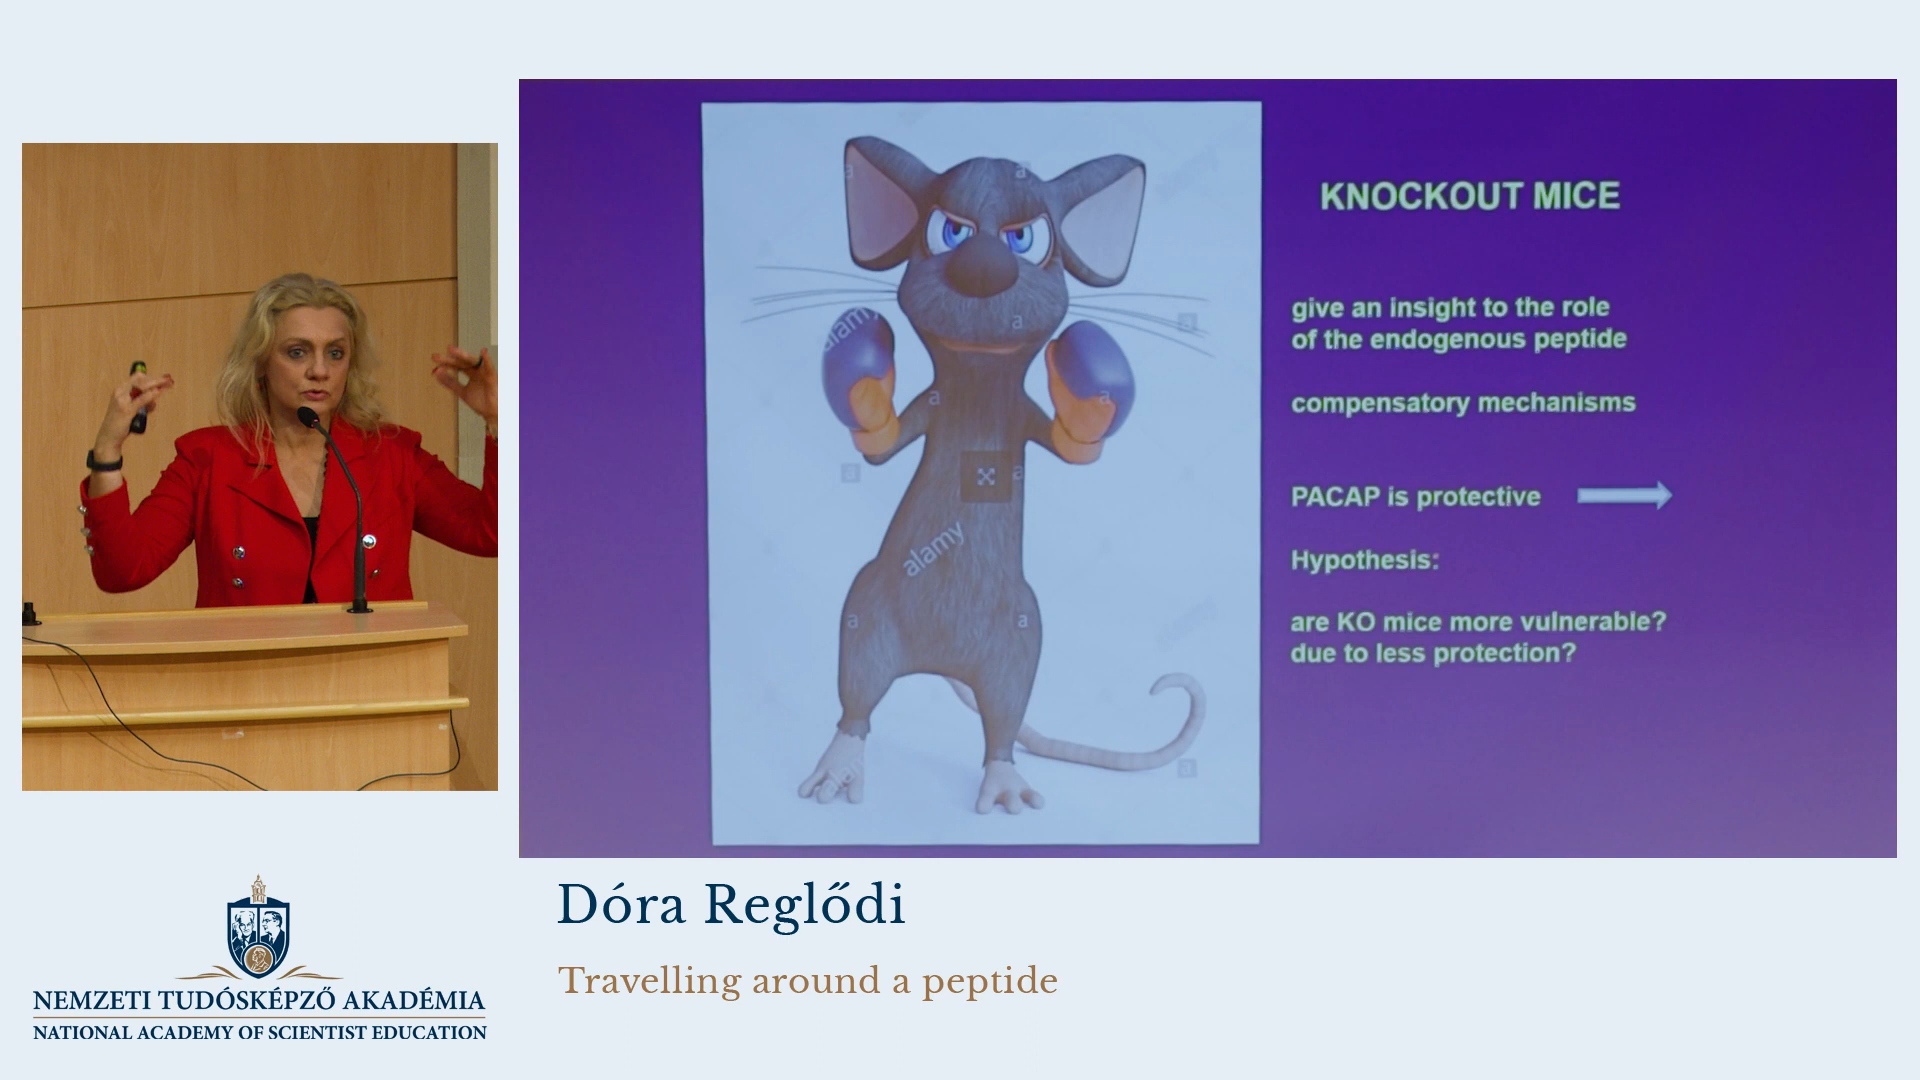 KNOCKOUT MICE
give an insight to the role
of the endogenous peptide
compensatory mechanisms
PACAP is protective
Hypothesis:
are KO mice more vulnerable?
due to less protection?
alamy
alamy
a
a
a
a
a
a
a
a
a
a
Dóra Reglődi
Travelling around a peptide
NEMZETI TUDÓSKÉPZŐ AKADÉMIA
NATIONAL ACADEMY OF SCIENTIST EDUCATION